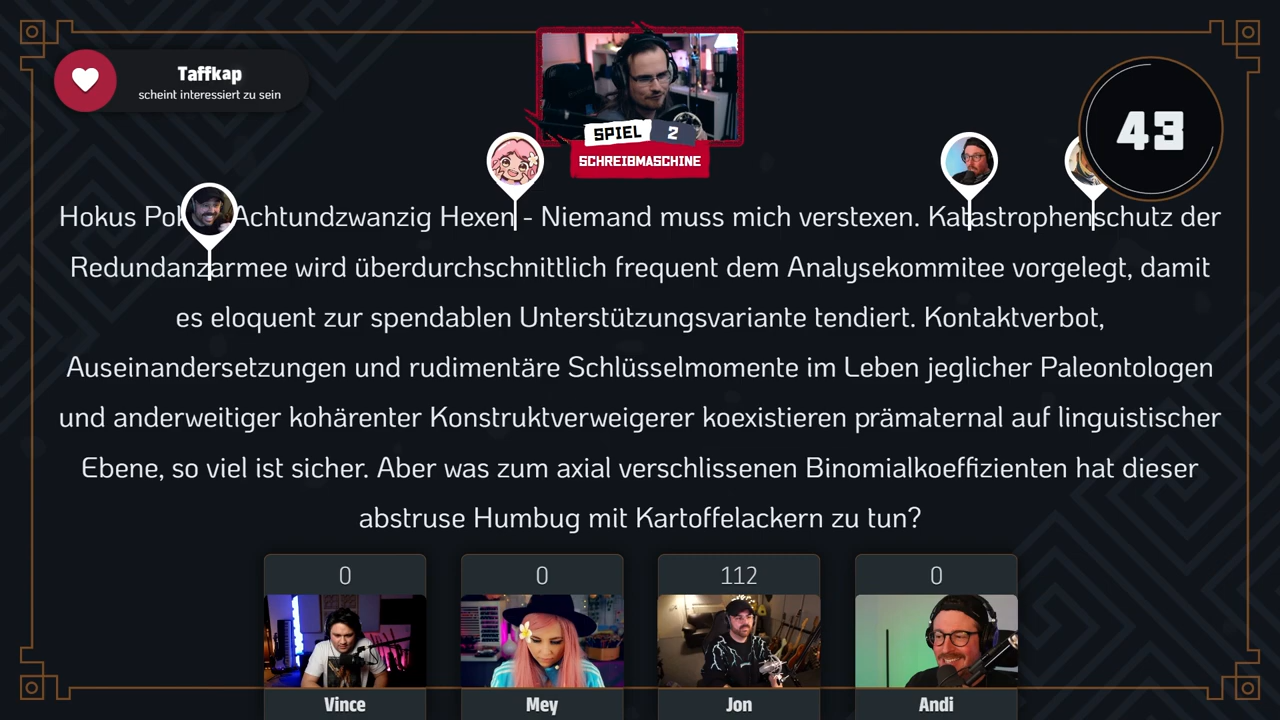 Taffkap
scheint interessiert zu sein
SPIEL 2
SCHREIBMASCHINE
43
Hokus Achtundzwanzig Hexen - Niemand muss mich verstexen. Katastrophenschutz der
Redundanzarmee wird überdurchschnittlich frequent dem Analysekommitee vorgelegt, damit
es eloquent zur spendablen Unterstützungsvariante tendiert. Kontaktverbot,
Auseinandersetzungen und rudimentäre Schlüsselmomente im Leben jeglicher Paleontologen
und anderweitiger kohärenter Konstruktverweigerer koexistieren prämaternal auf linguistischer
Ebene, so viel ist sicher. Aber was zum axial verschlissenen Binomialkoeffizienten hat dieser
abstruse Humbug mit Kartoffelackern zu tun?
0 0 112 0
Vince Mey Jon Andi